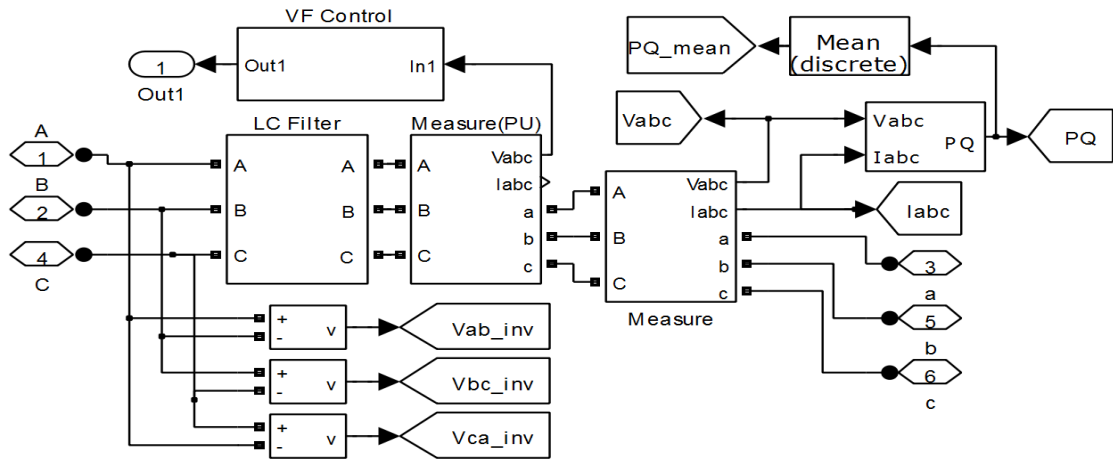 VF Control
PQ_mean
Mean
(discrete)
1
Out1
In1
Out1
Vabc
Vabc
Iabc
PQ
PQ
A
1
B
2
4
C
LC Filter
A
B
C
A
B
C
Measure(PU)
A
B
C
Vabc
Iabc
a
b
c
A
B
C
Vabc
Iabc
a
b
c
Measure
Iabc
3
a
5
b
6
c
+
-
v
Vab_inv
+
-
v
Vbc_inv
+
-
v
Vca_inv